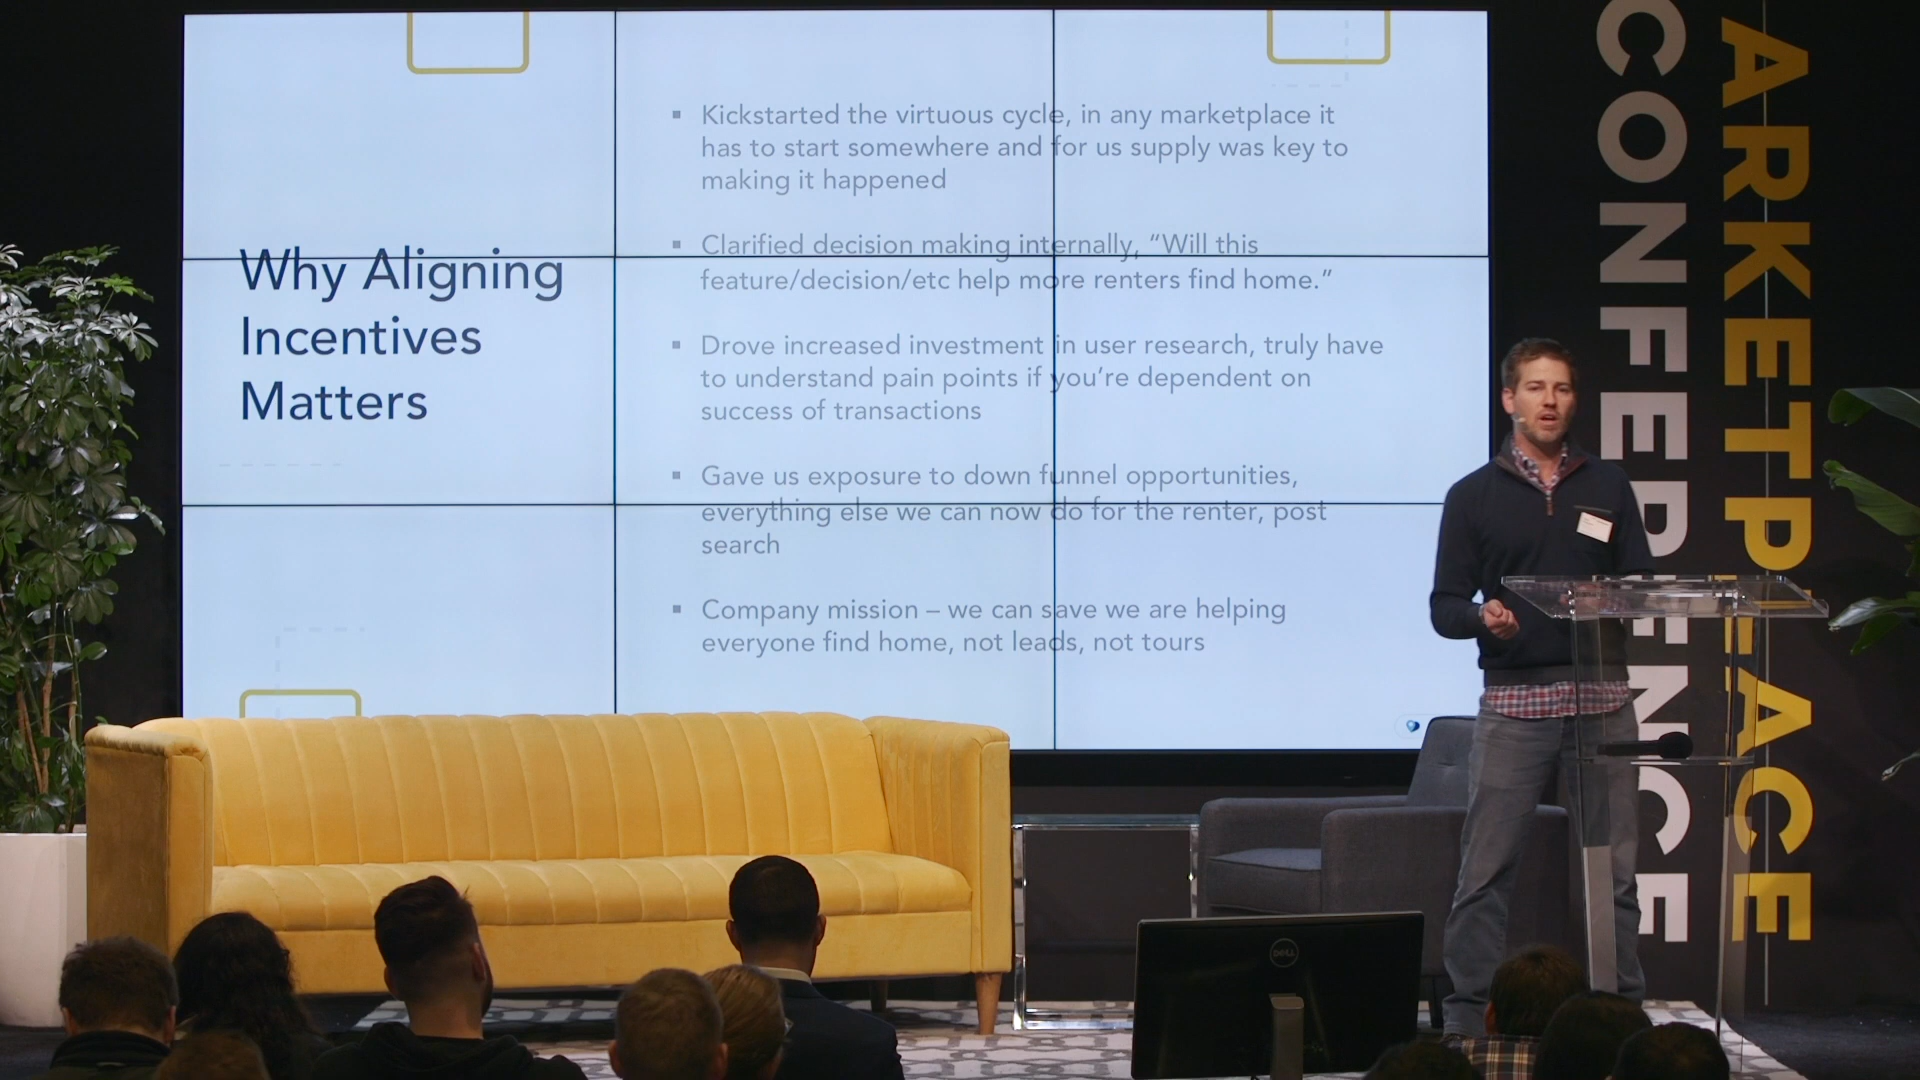 Why Aligning
Incentives
Matters
▪ Kickstarted the virtuous cycle, in any marketplace it
has to start somewhere and for us supply was key to
making it happened
▪ Clarified decision making internally, “Will this
feature/decision/etc help more renters find home.”
▪ Drove increased investment in user research, truly have
to understand pain points if you’re dependent on
success of transactions
▪ Gave us exposure to down funnel opportunities,
everything else we can now do for the renter, post
search
▪ Company mission – we can save we are helping
everyone find home, not leads, not tours
ARKETPLACE
CONFERENCE
DELL